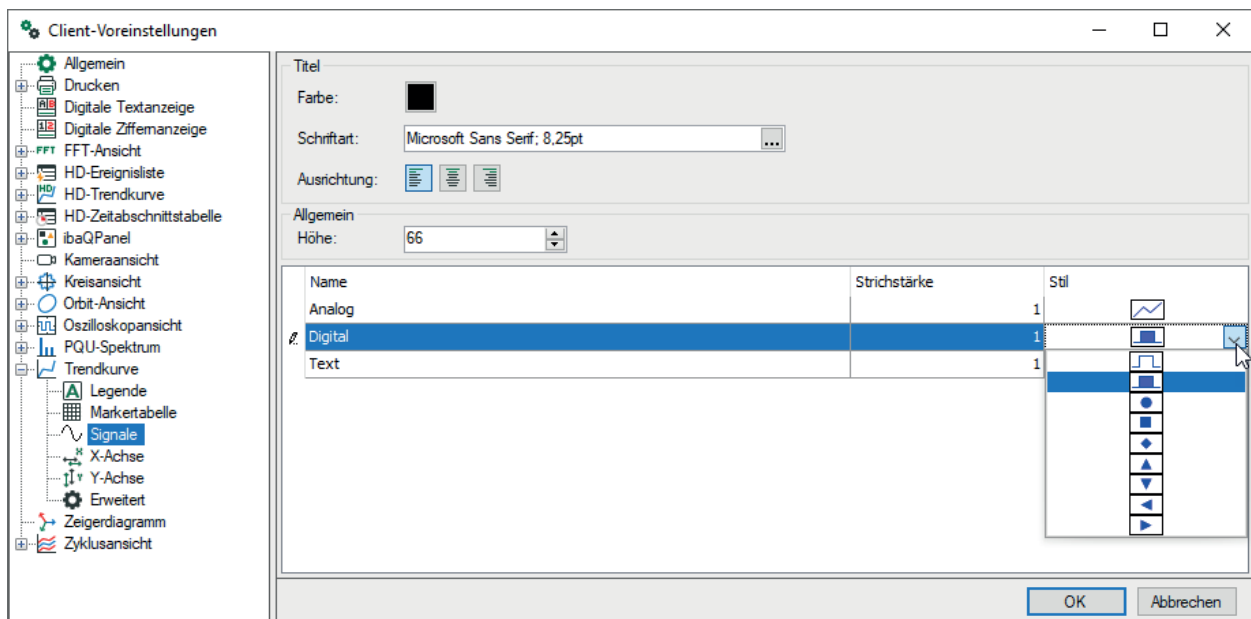 Client-Voreinstellungen
Allgemein
Drucken
Digitale Textanzeige
Digitale Ziffernanzeige
FFT FFT-Ansicht
HD-Ereignisliste
HD HD-Trendkurve
HD-Zeitabschnittstabelle
ibaQPanel
Kameraansicht
Kreisansicht
Orbit-Ansicht
Oszilloskopansicht
PQU-Spektrum
Trendkurve
A Legende
Markertabelle
Signale
X X-Achse
Y Y-Achse
Erweitert
Zeigerdiagramm
Zyklusansicht
Titel
Farbe:
Schriftart: Microsoft Sans Serif; 8,25pt ...
Ausrichtung:
Allgemein
Höhe: 66
Name Strichstärke Stil
Analog 1
Digital 1
Text 1
OK Abbrechen